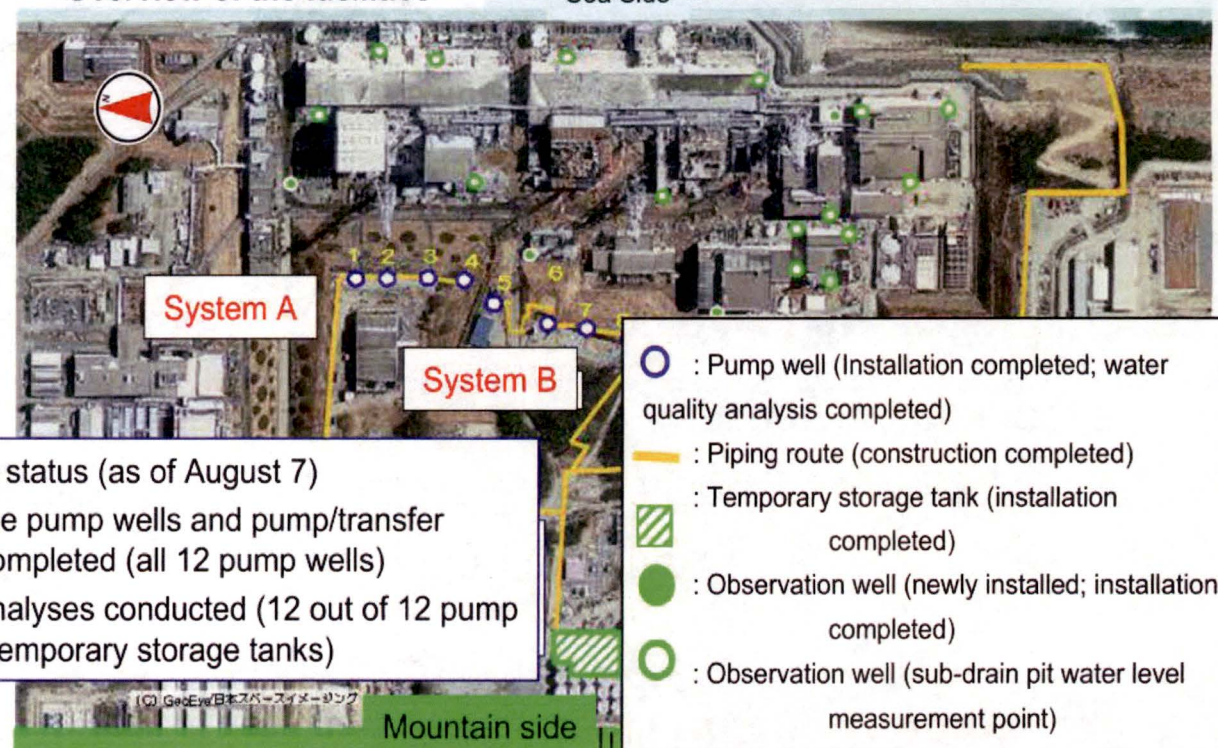 N
1 2 3 4
5 6 7
System A
System B
status (as of August 7)
e pump wells and pump/transfer
ompleted (all 12 pump wells)
nalyses conducted (12 out of 12 pump
emporary storage tanks)
: Pump well (Installation completed; water
quality analysis completed)
: Piping route (construction completed)
: Temporary storage tank (installation
completed)
: Observation well (newly installed; installation
completed)
: Observation well (sub-drain pit water level
measurement point)
(C) GeoEye/日本スペースイメージング
Mountain side